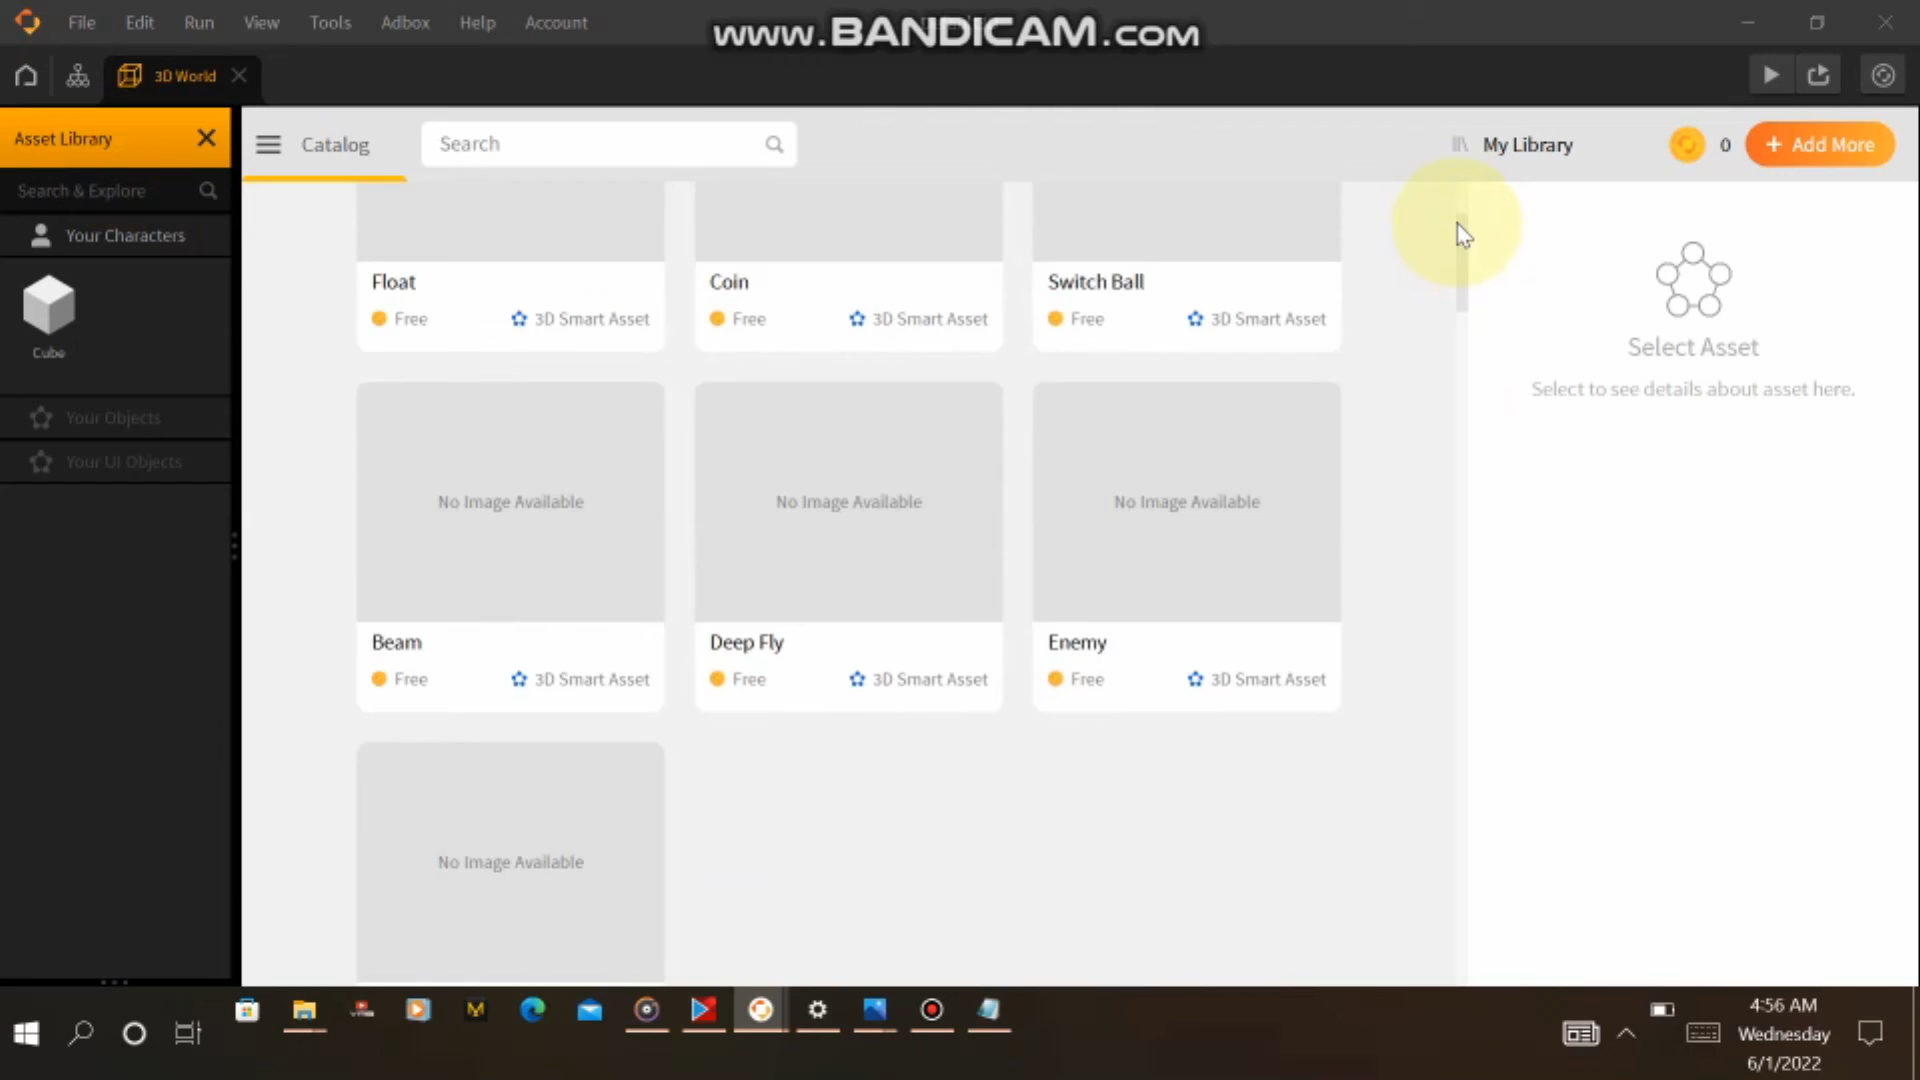 File Edit Run View Tools Adbox Help Account
www.BANDICAM.com
3D World
Asset Library
Catalog
Search
My Library
0
+ Add More
Search & Explore
Your Characters
Cube
Your Objects
Your UI Objects
Float
Free 3D Smart Asset
Coin
Free 3D Smart Asset
Switch Ball
Free 3D Smart Asset
Select Asset
Select to see details about asset here.
No Image Available
Beam
Free 3D Smart Asset
No Image Available
Deep Fly
Free 3D Smart Asset
No Image Available
Enemy
Free 3D Smart Asset
No Image Available
4:56 AM
Wednesday
6/1/2022